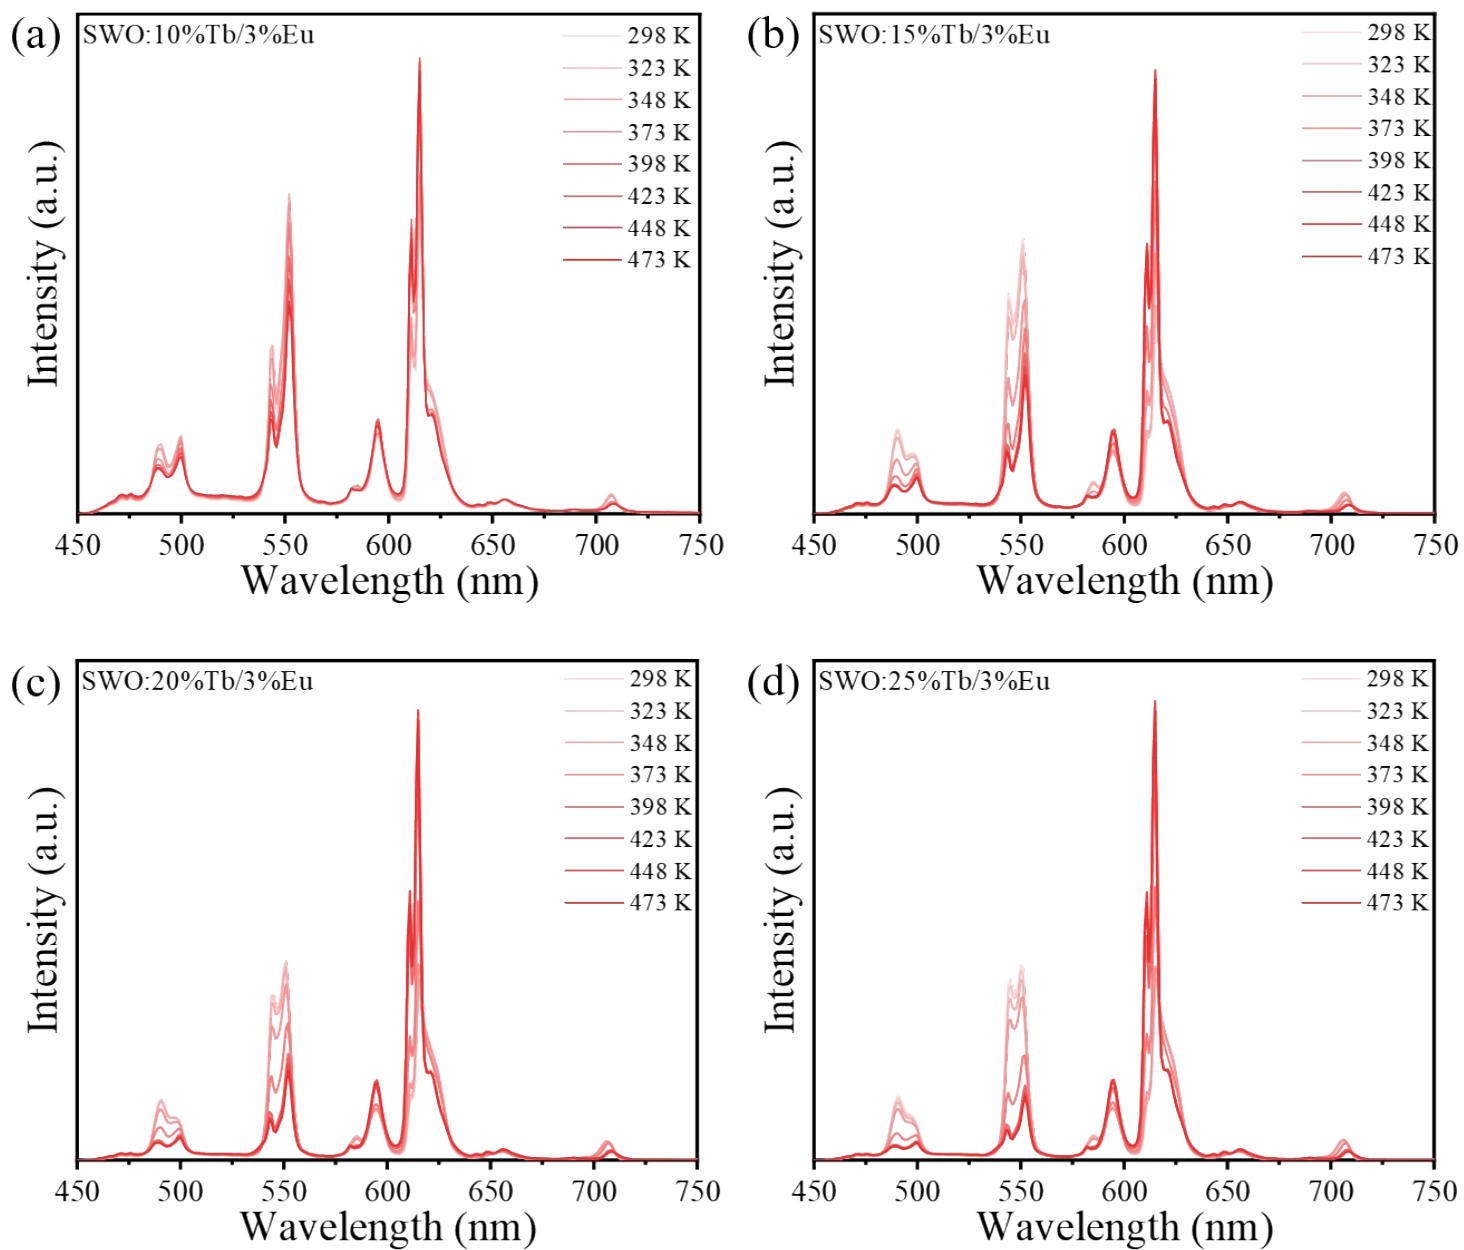 (a)
SWO:10%Tb/3%Eu
298 K
323 K
348 K
373 K
398 K
423 K
448 K
473 K
Intensity (a.u.)
450 500 550 600 650 700 750
Wavelength (nm)
(b)
SWO:15%Tb/3%Eu
298 K
323 K
348 K
373 K
398 K
423 K
448 K
473 K
Intensity (a.u.)
450 500 550 600 650 700 750
Wavelength (nm)
(c)
SWO:20%Tb/3%Eu
298 K
323 K
348 K
373 K
398 K
423 K
448 K
473 K
Intensity (a.u.)
450 500 550 600 650 700 750
Wavelength (nm)
(d)
SWO:25%Tb/3%Eu
298 K
323 K
348 K
373 K
398 K
423 K
448 K
473 K
Intensity (a.u.)
450 500 550 600 650 700 750
Wavelength (nm)